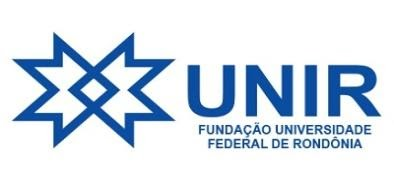 UNIR
FUNDAÇÃO UNIVERSIDADE
FEDERAL DE RONDÔNIA